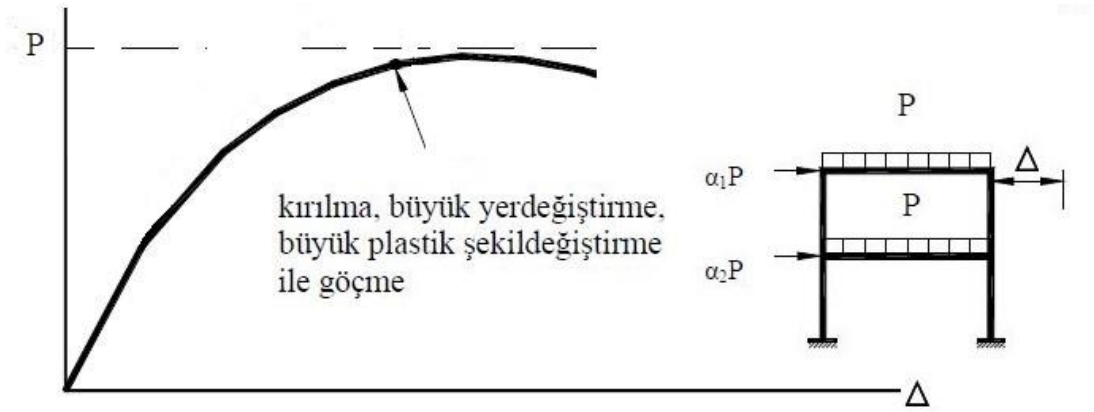 P
kırılma, büyük yerdeğiştirme,
büyük plastik şekildeğiştirme
ile göçme
Δ
P
α₁P
Δ
P
α₂P